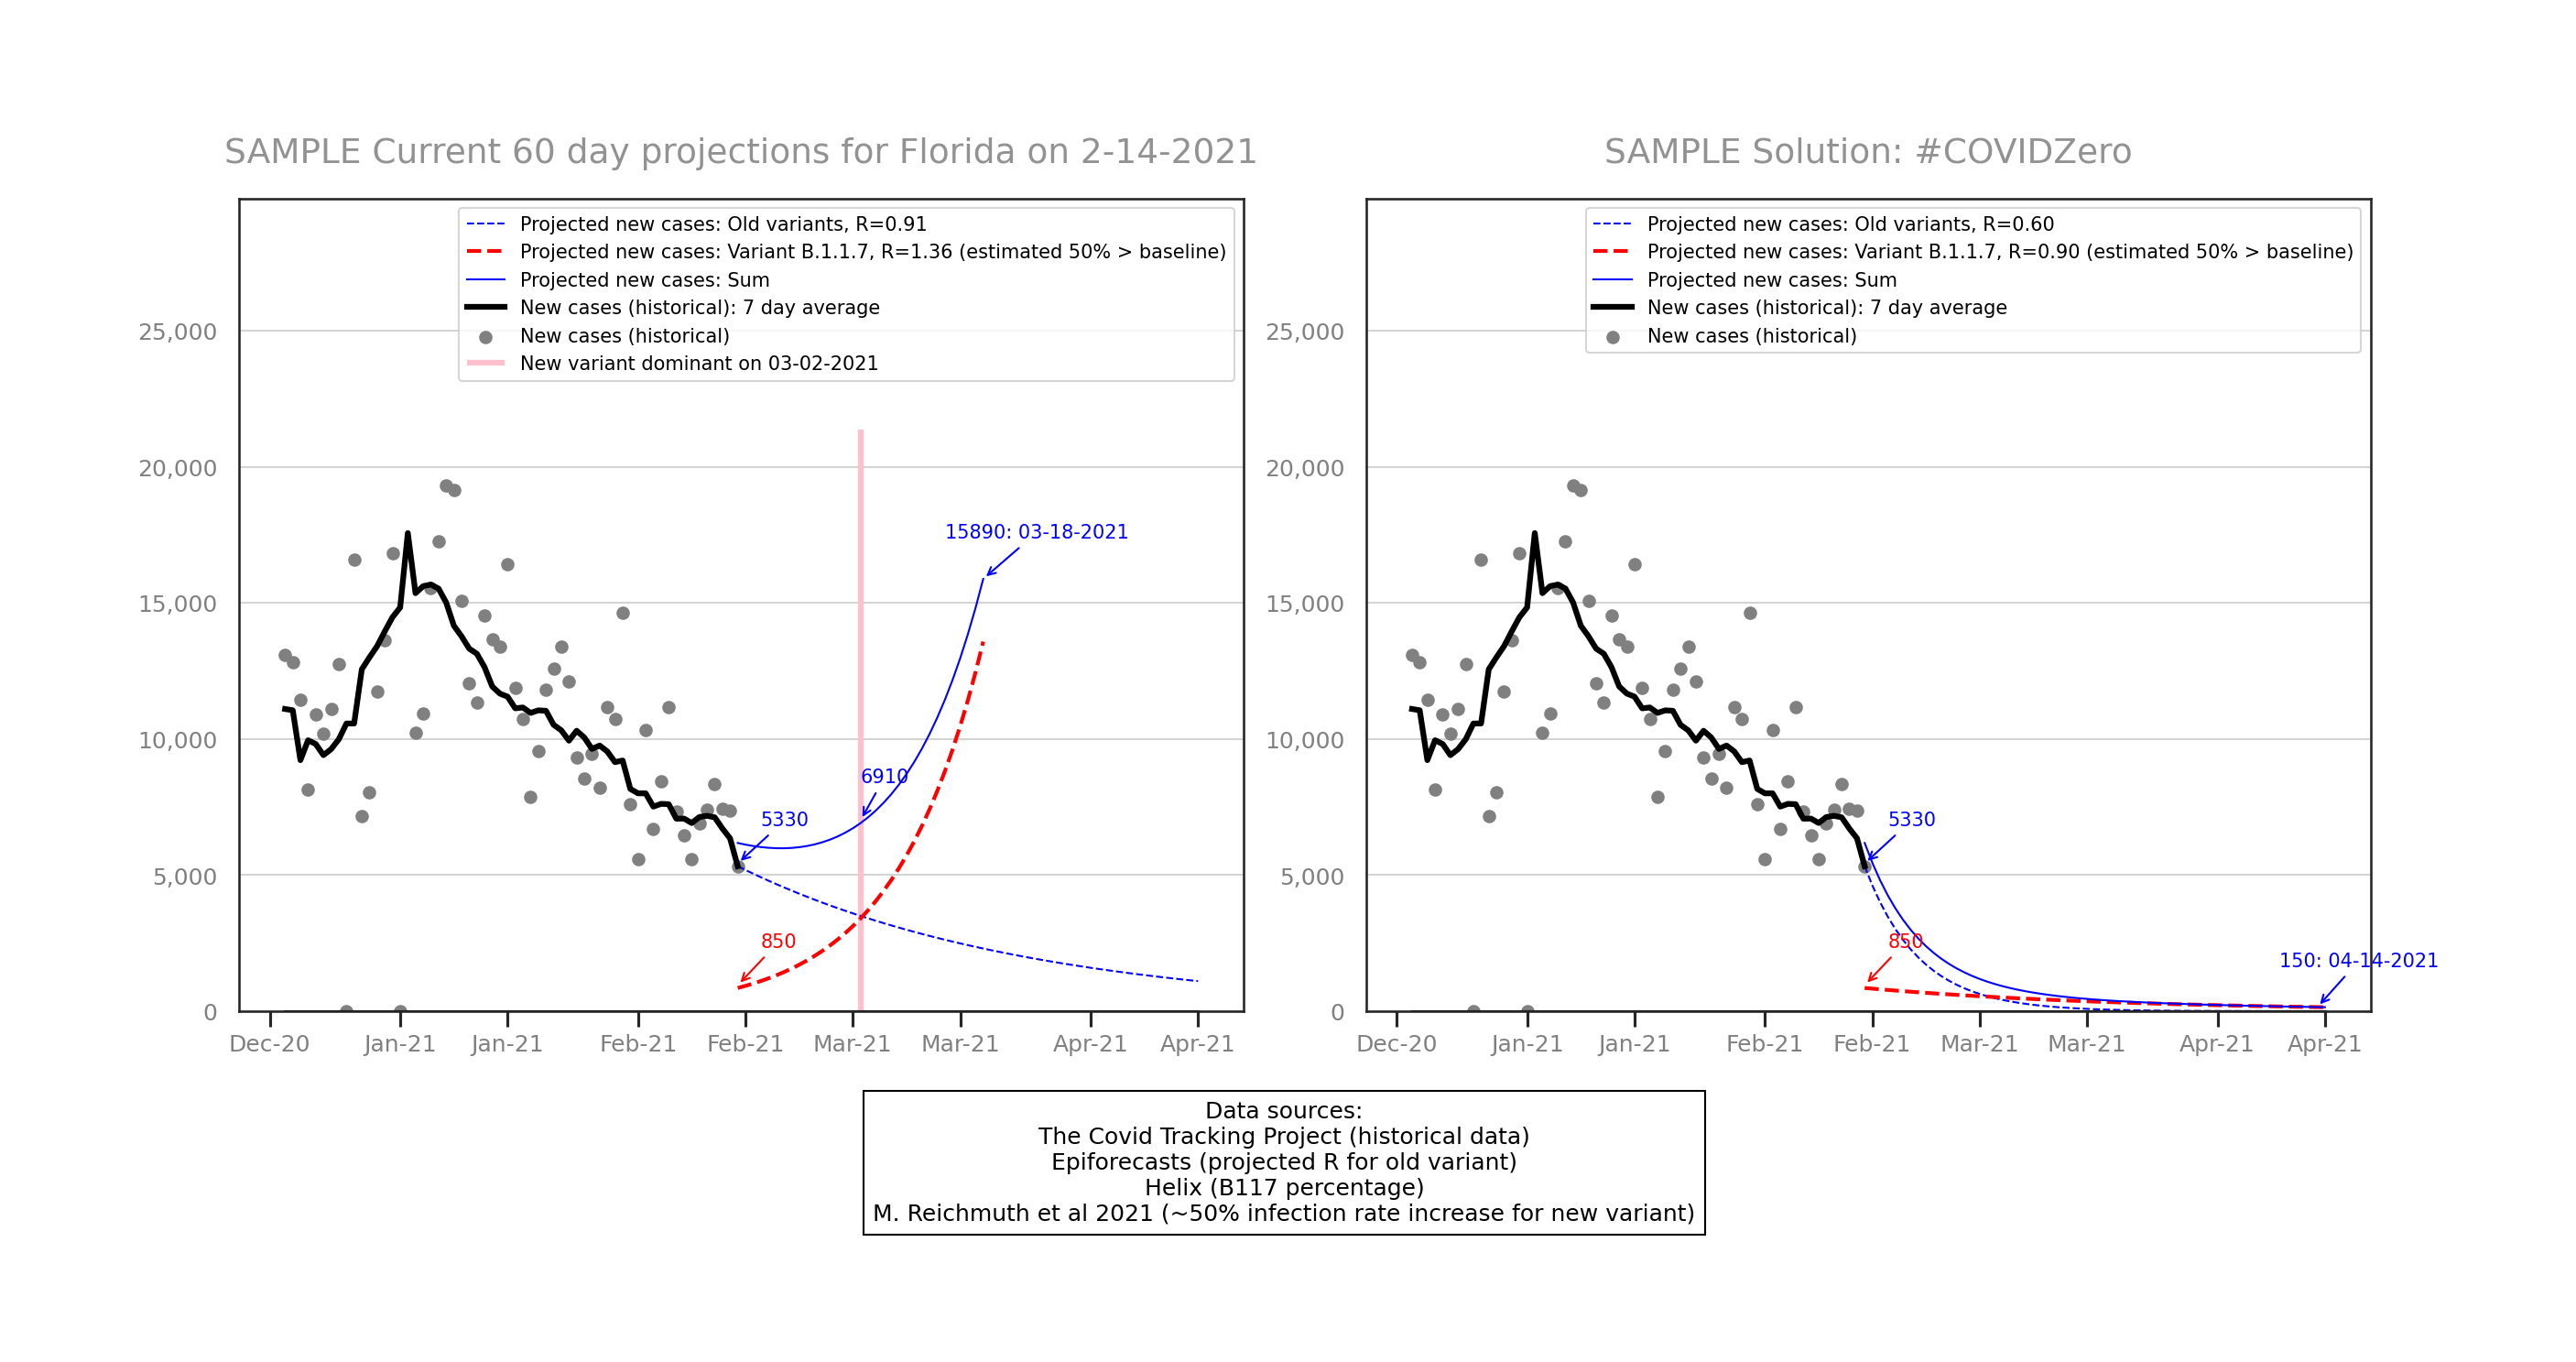 SAMPLE Current 60 day projections for Florida on 2-14-2021
Projected new cases: Old variants, R=0.91
Projected new cases: Variant B.1.1.7, R=1.36 (estimated 50% > baseline)
Projected new cases: Sum
New cases (historical): 7 day average
New cases (historical)
New variant dominant on 03-02-2021
25,000
20,000
15,000
10,000
5,000
0
15890: 03-18-2021
6910
5330
850
Dec-20 Jan-21 Jan-21 Feb-21 Feb-21 Mar-21 Mar-21 Apr-21 Apr-21
SAMPLE Solution: #COVIDZero
Projected new cases: Old variants, R=0.60
Projected new cases: Variant B.1.1.7, R=0.90 (estimated 50% > baseline)
Projected new cases: Sum
New cases (historical): 7 day average
New cases (historical)
25,000
20,000
15,000
10,000
5,000
0
5330
850
150: 04-14-2021
Dec-20 Jan-21 Jan-21 Feb-21 Feb-21 Mar-21 Mar-21 Apr-21 Apr-21
Data sources:
The Covid Tracking Project (historical data)
Epiforecasts (projected R for old variant)
Helix (B117 percentage)
M. Reichmuth et al 2021 (~50% infection rate increase for new variant)